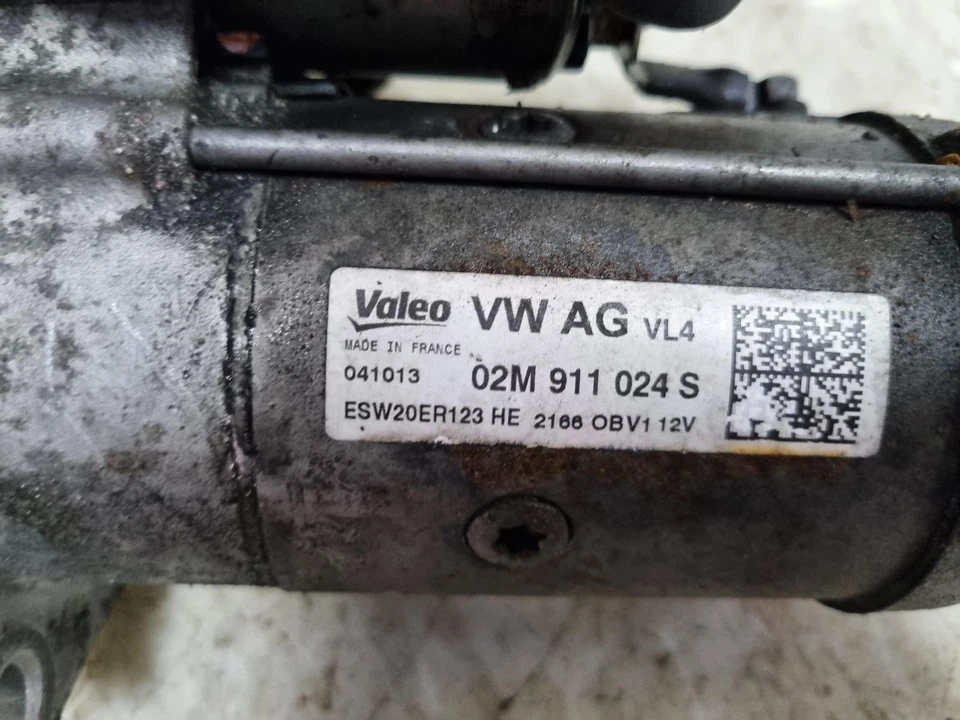 Valeo VW AG VL4
MADE IN FRANCE
041013 02M 911 024 S
ESW20ER123 HE 2166 OBV1 12V